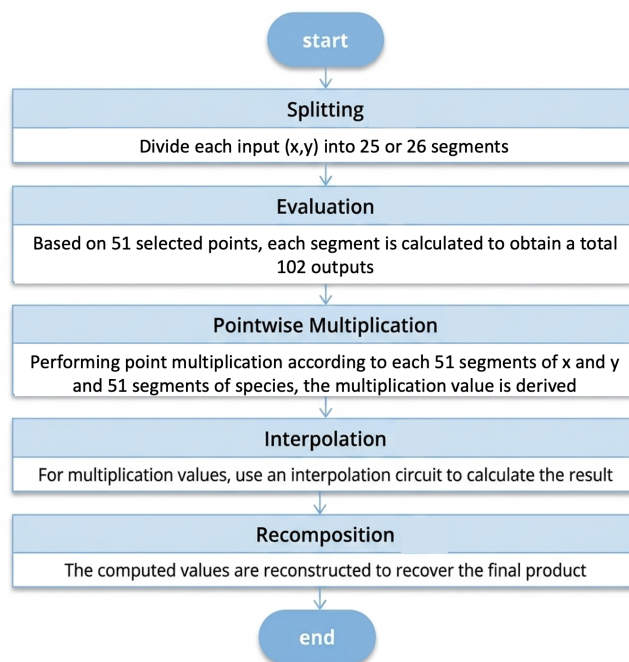 start
Splitting
Divide each input (x,y) into 25 or 26 segments
Evaluation
Based on 51 selected points, each segment is calculated to obtain a total
102 outputs
Pointwise Multiplication
Performing point multiplication according to each 51 segments of x and y
and 51 segments of species, the multiplication value is derived
Interpolation
For multiplication values, use an interpolation circuit to calculate the result
Recomposition
The computed values are reconstructed to recover the final product
end